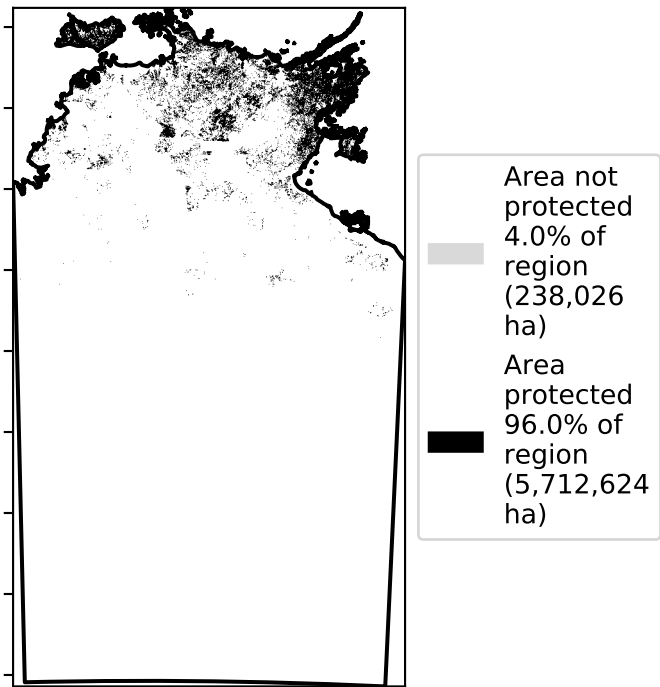 Area not
protected
4.0% of
region
(238,026
ha)
Area
protected
96.0% of
region
(5,712,624
ha)